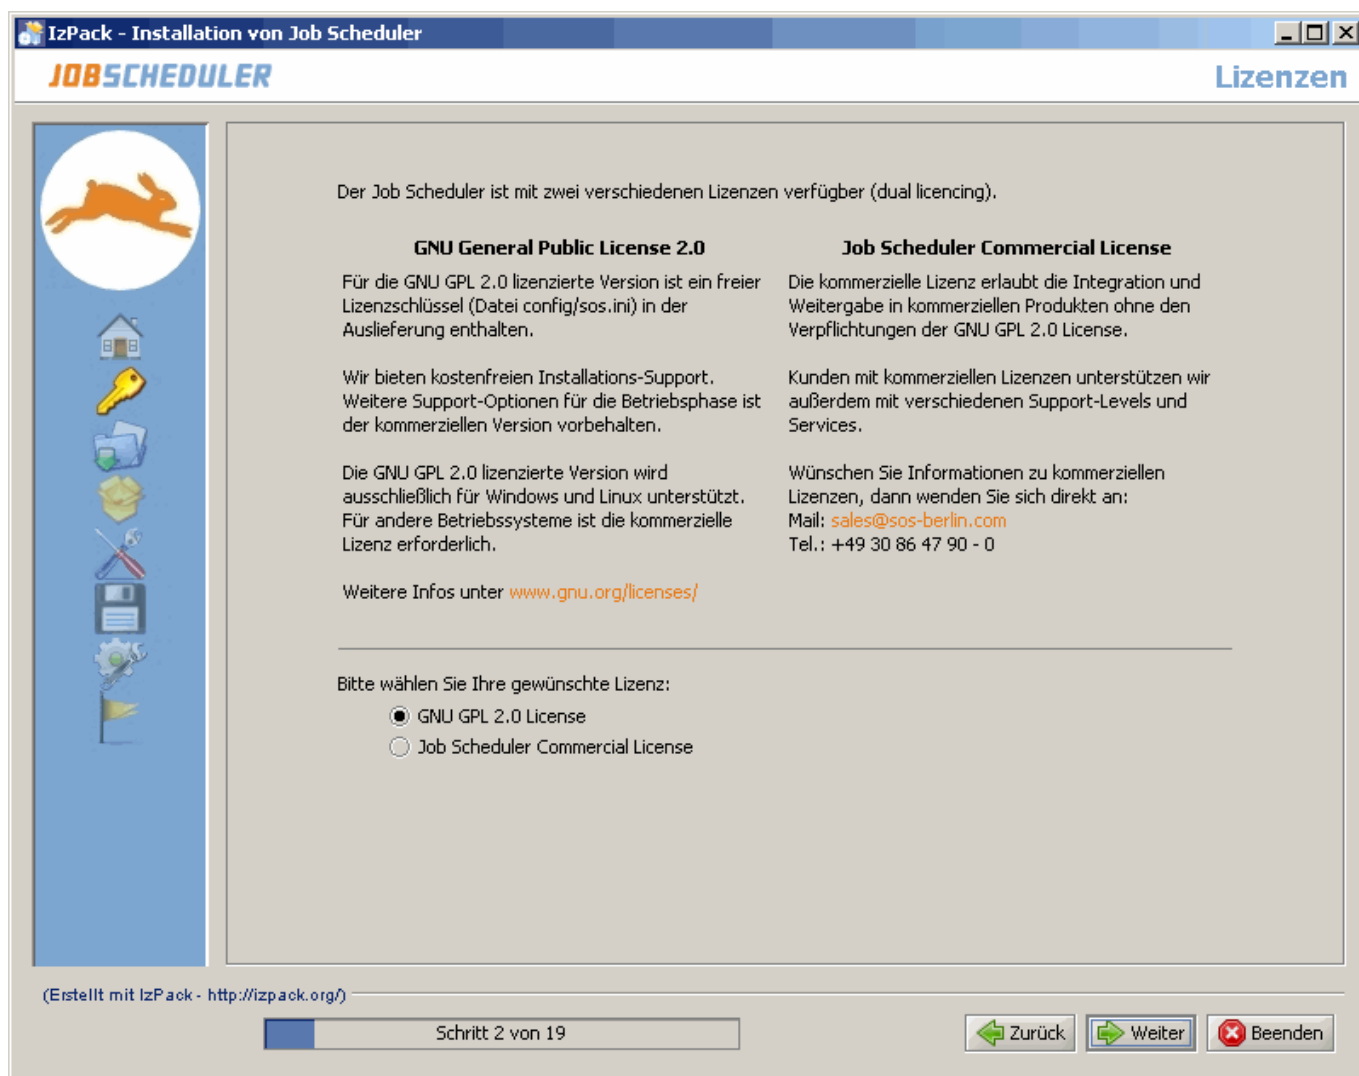 IzPack - Installation von Job Scheduler
JOBSCHEDULER
Lizenzen
Der Job Scheduler ist mit zwei verschiedenen Lizenzen verfügber (dual licencing).
GNU General Public License 2.0
Für die GNU GPL 2.0 lizenzierte Version ist ein freier
Lizenzschlüssel (Datei config/sos.ini) in der
Auslieferung enthalten.
Wir bieten kostenfreien Installations-Support.
Weitere Support-Optionen für die Betriebsphase ist
der kommerziellen Version vorbehalten.
Die GNU GPL 2.0 lizenzierte Version wird
ausschließlich für Windows und Linux unterstützt.
Für andere Betriebssysteme ist die kommerzielle
Lizenz erforderlich.
Weitere Infos unter www.gnu.org/licenses/
Job Scheduler Commercial License
Die kommerzielle Lizenz erlaubt die Integration und
Weitergabe in kommerziellen Produkten ohne den
Verpflichtungen der GNU GPL 2.0 License.
Kunden mit kommerziellen Lizenzen unterstützen wir
außerdem mit verschiedenen Support-Levels und
Services.
Wünschen Sie Informationen zu kommerziellen
Lizenzen, dann wenden Sie sich direkt an:
Mail: sales@sos-berlin.com
Tel.: +49 30 86 47 90 - 0
Bitte wählen Sie Ihre gewünschte Lizenz:
GNU GPL 2.0 License
Job Scheduler Commercial License
(Erstellt mit IzPack - http://izpack.org/)
Schritt 2 von 19
Zurück
Weiter
Beenden